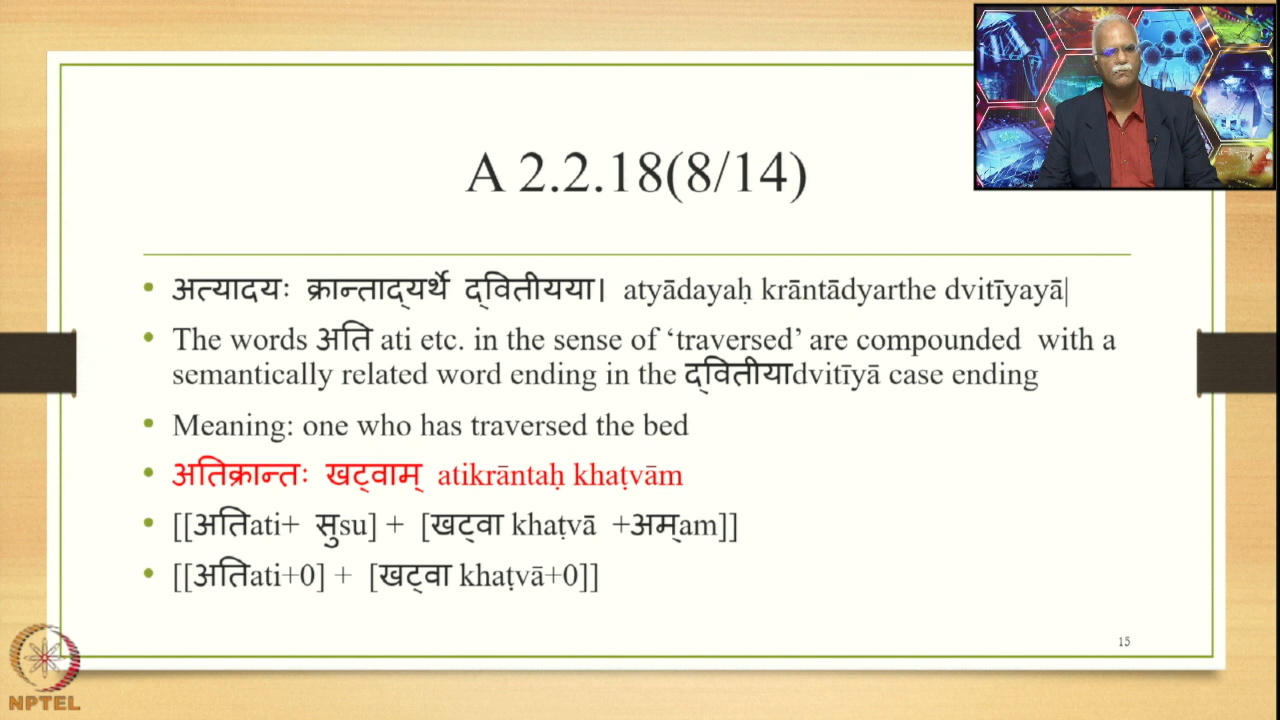 A 2.2.18(8/14)
अत्यादयः क्रान्ताद्यर्थे द्वितीयया। atyādayaḥ krāntādyarthe dvitīyayā|
The words अति ati etc. in the sense of ‘traversed’ are compounded with a
semantically related word ending in the द्वितीयाdvitīyā case ending
Meaning: one who has traversed the bed
अतिक्रान्तः खट्वाम् atikrāntaḥ khaṭvām
[[अतिati+ सुsu] + [खट्वा khaṭvā +अम्am]]
[[अतिati+0] + [खट्वा khaṭvā+0]]
15
NPTEL